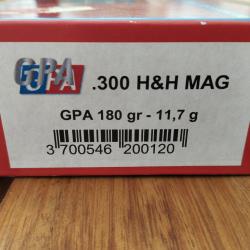 GPA
.300 H&H MAG
GPA 180 gr - 11,7 g
3 700546 200120